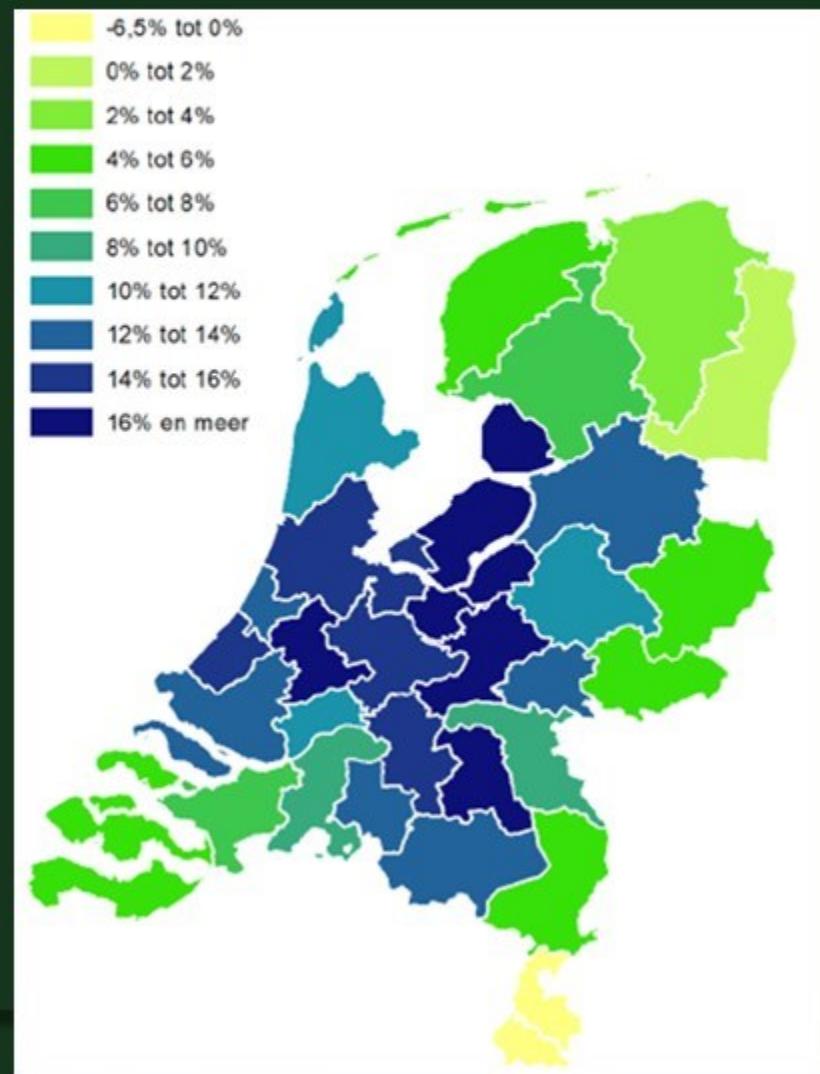 -6,5% tot 0%
0% tot 2%
2% tot 4%
4% tot 6%
6% tot 8%
8% tot 10%
10% tot 12%
12% tot 14%
14% tot 16%
16% en meer